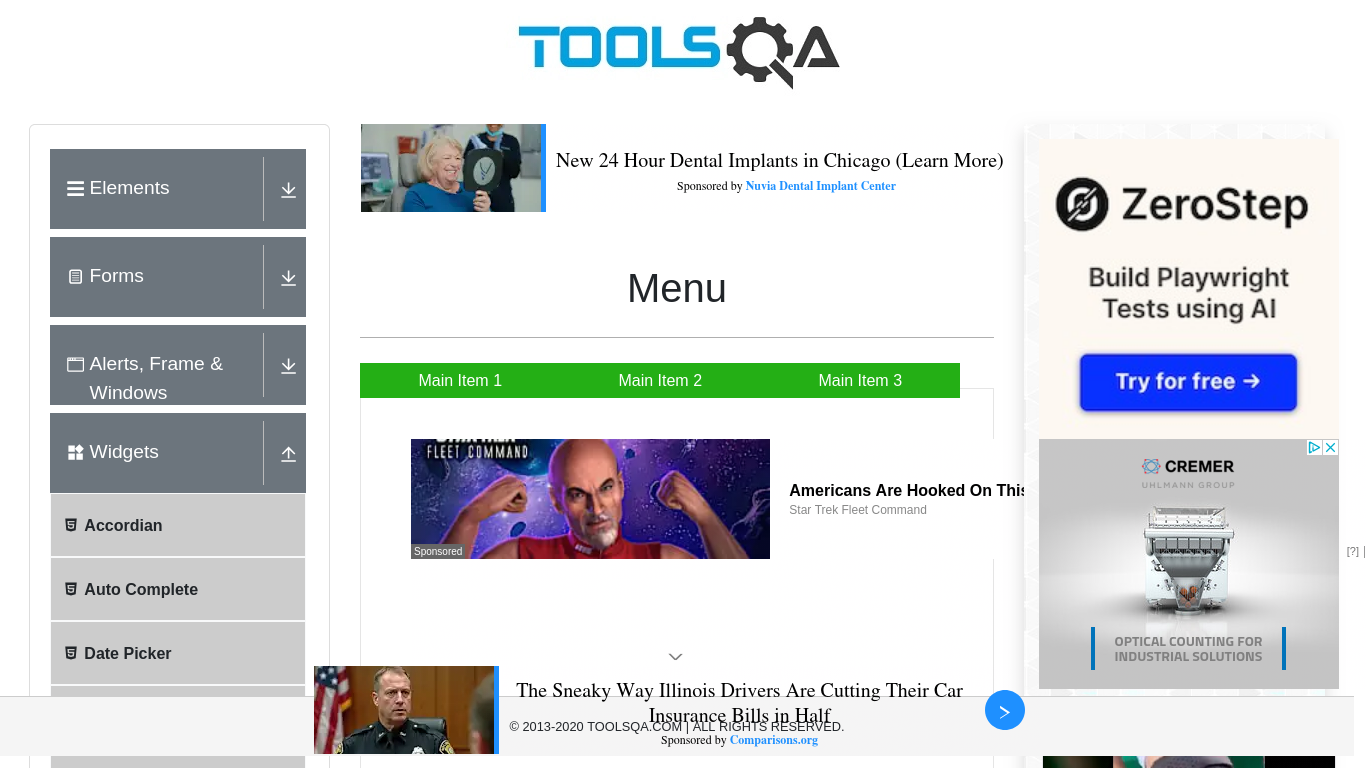 TOOLSQA
Elements
Forms
Alerts, Frame &
Windows
Widgets
Accordian
Auto Complete
Date Picker
New 24 Hour Dental Implants in Chicago (Learn More)
Sponsored by Nuvia Dental Implant Center
Menu
Main Item 1
Main Item 2
Main Item 3
FLEET COMMAND
Sponsored
Americans Are Hooked On This
Star Trek Fleet Command
The Sneaky Way Illinois Drivers Are Cutting Their Car
Insurance Bills in Half
Sponsored by Comparisons.org
© 2013-2020 TOOLSQA.COM | ALL RIGHTS RESERVED.
ZeroStep
Build Playwright
Tests using AI
Try for free →
CREMER
UHLMANN GROUP
OPTICAL COUNTING FOR
INDUSTRIAL SOLUTIONS
[?] |